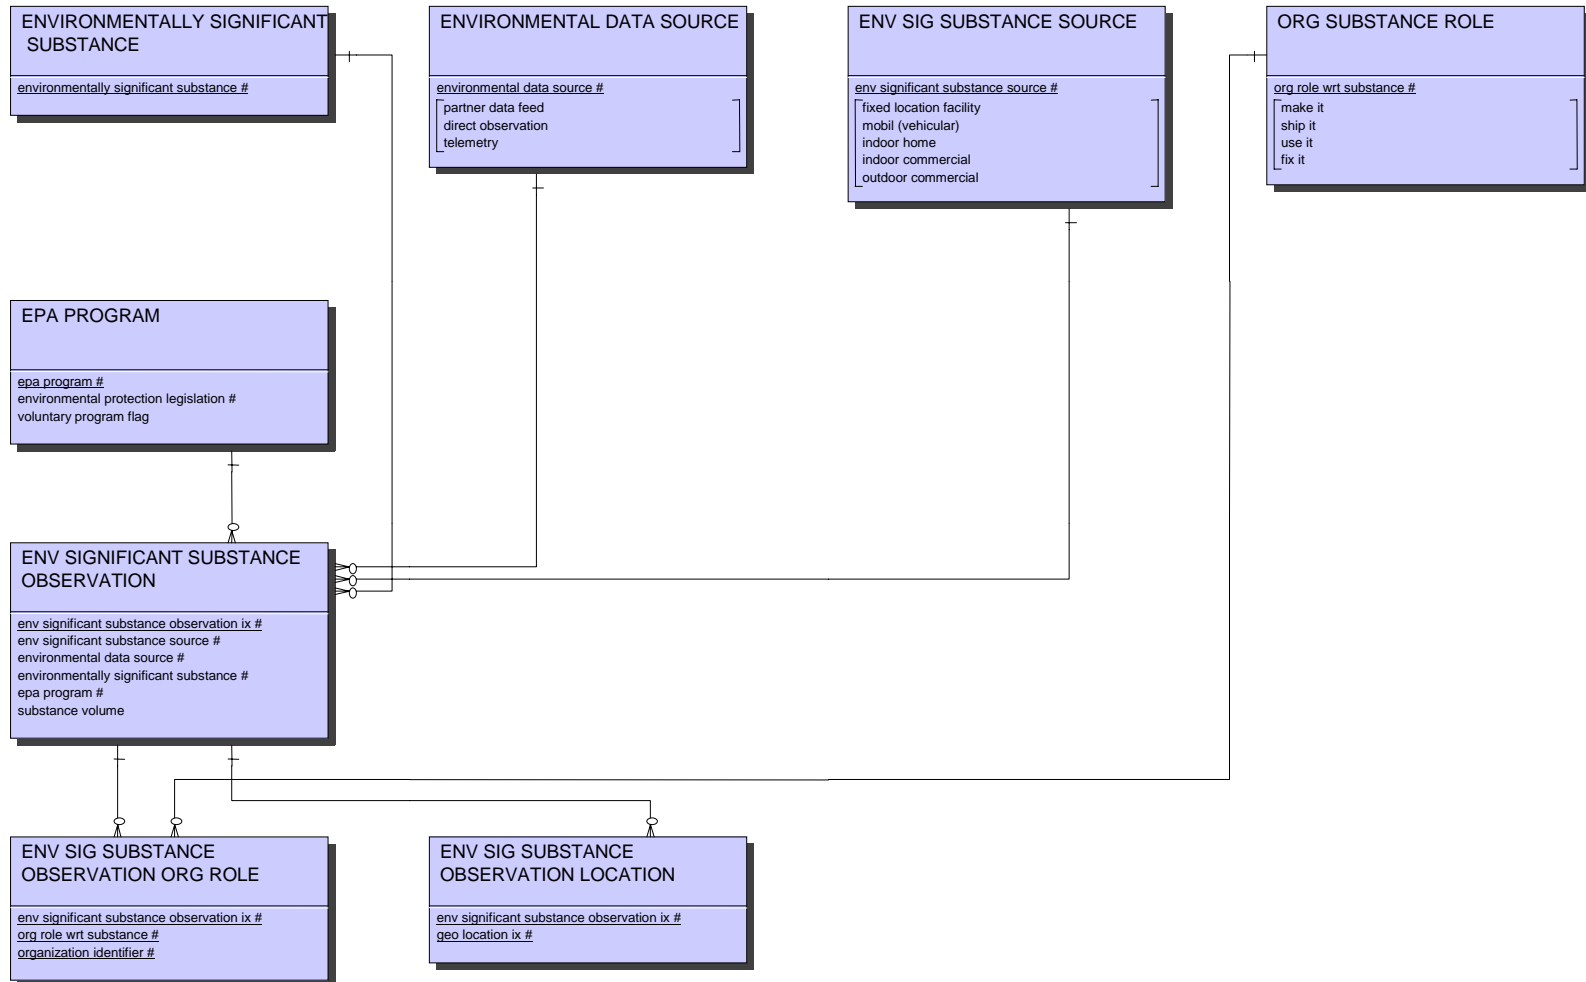 ENVIRONMENTALLY SIGNIFICANT
SUBSTANCE
environmentally significant substance #
ENVIRONMENTAL DATA SOURCE
environmental data source #
partner data feed
direct observation
telemetry
ENV SIG SUBSTANCE SOURCE
env significant substance source #
fixed location facility
mobil (vehicular)
indoor home
indoor commercial
outdoor commercial
ORG SUBSTANCE ROLE
org role wrt substance #
make it
ship it
use it
fix it
EPA PROGRAM
epa program #
environmental protection legislation #
voluntary program flag
ENV SIGNIFICANT SUBSTANCE
OBSERVATION
env significant substance observation ix #
env significant substance source #
environmental data source #
environmentally significant substance #
epa program #
substance volume
ENV SIG SUBSTANCE
OBSERVATION ORG ROLE
env significant substance observation ix #
org role wrt substance #
organization identifier #
ENV SIG SUBSTANCE
OBSERVATION LOCATION
env significant substance observation ix #
geo location ix #